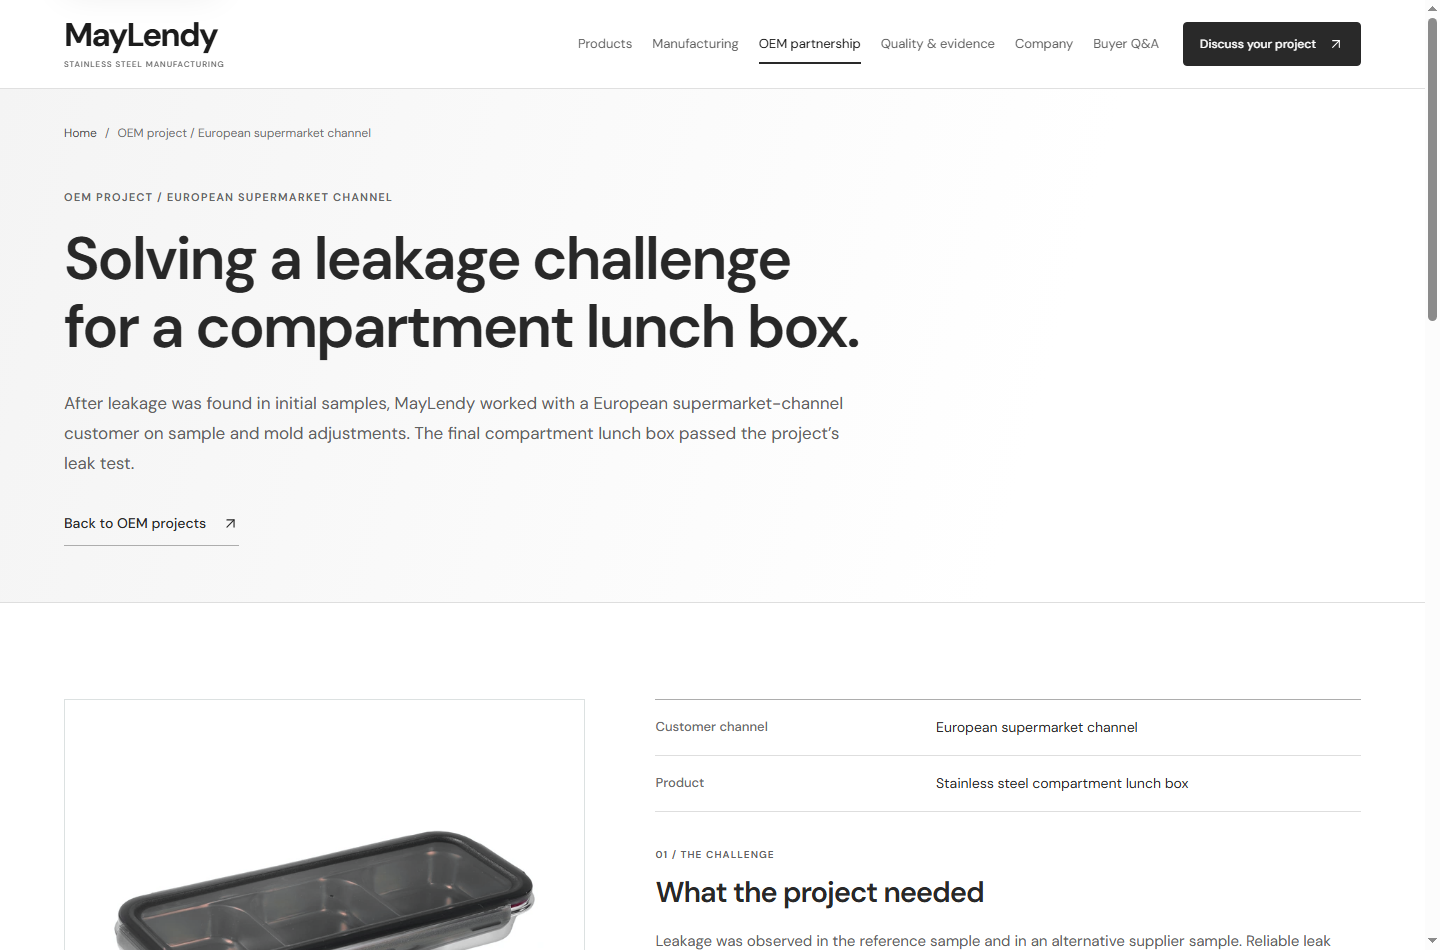 MayLendy
STAINLESS STEEL MANUFACTURING
Products
Manufacturing
OEM partnership
Quality & evidence
Company
Buyer Q&A
Discuss your project
Home / OEM project / European supermarket channel
OEM PROJECT / EUROPEAN SUPERMARKET CHANNEL
Solving a leakage challenge
for a compartment lunch box.
After leakage was found in initial samples, MayLendy worked with a European supermarket-channel
customer on sample and mold adjustments. The final compartment lunch box passed the project’s
leak test.
Back to OEM projects
Customer channel
European supermarket channel
Product
Stainless steel compartment lunch box
01 / THE CHALLENGE
What the project needed
Leakage was observed in the reference sample and in an alternative supplier sample. Reliable leak